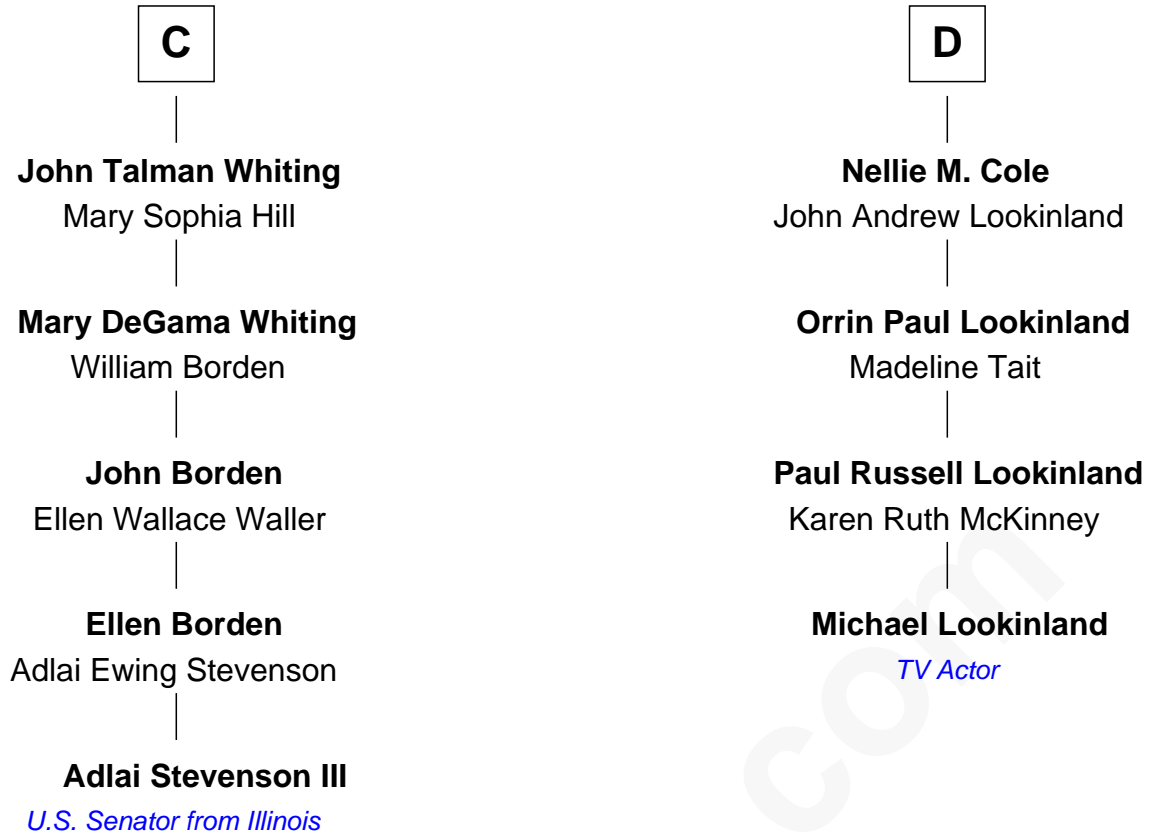 C
John Talman Whiting
Mary Sophia Hill
Mary DeGama Whiting
William Borden
John Borden
Ellen Wallace Waller
Ellen Borden
Adlai Ewing Stevenson
Adlai Stevenson III
U.S. Senator from Illinois
D
Nellie M. Cole
John Andrew Lookinland
Orrin Paul Lookinland
Madeline Tait
Paul Russell Lookinland
Karen Ruth McKinney
Michael Lookinland
TV Actor
com